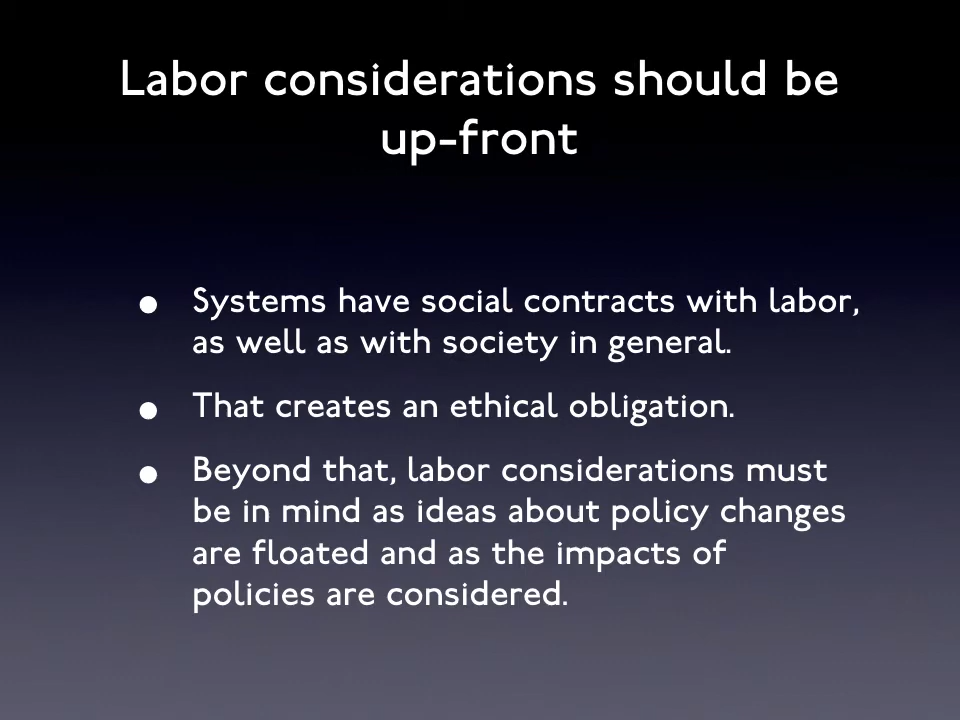 Labor considerations should be
up-front
• Systems have social contracts with labor,
as well as with society in general.
• That creates an ethical obligation.
• Beyond that, labor considerations must
be in mind as ideas about policy changes
are floated and as the impacts of
policies are considered.